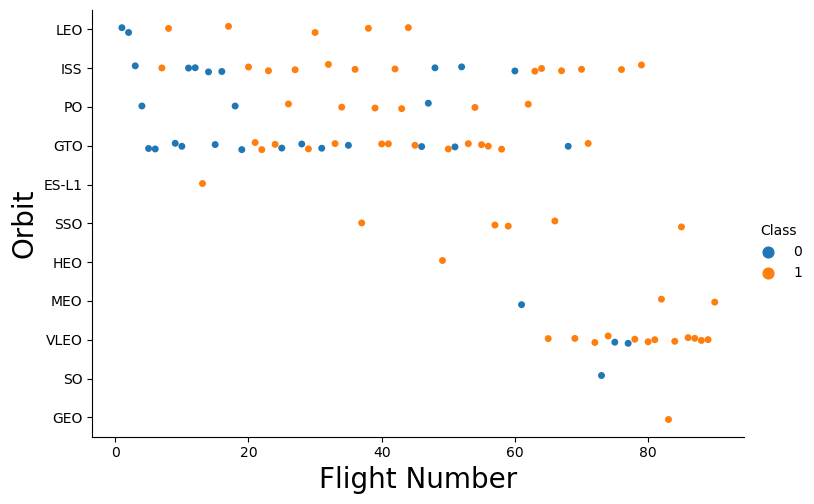 LEO
ISS
PO
GTO
ES-L1
SSO
HEO
MEO
VLEO
SO
GEO
Orbit
0 20 40 60 80
Flight Number
Class
0
1